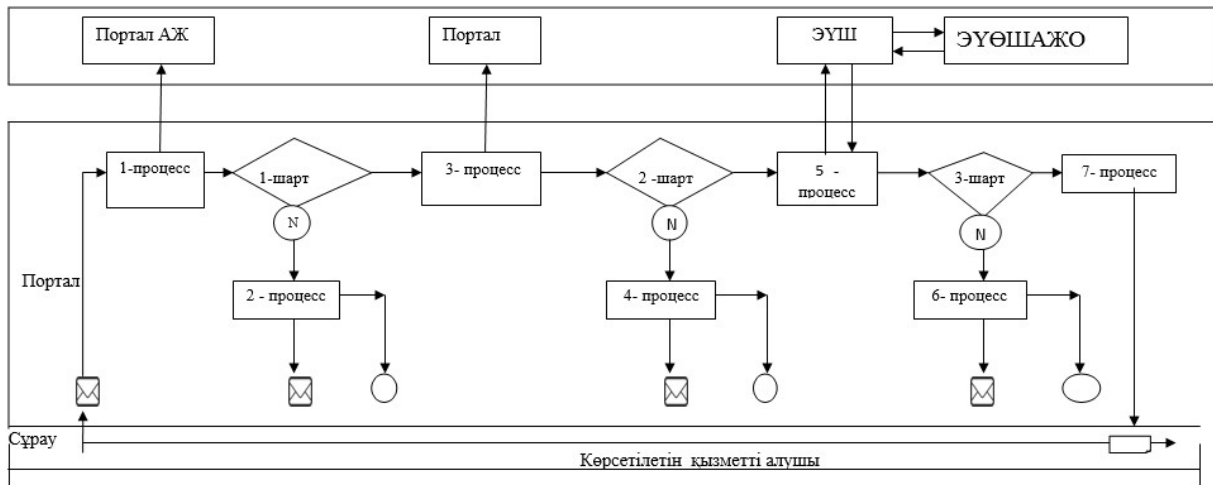 Портал АЖ
Портал
ЭҮШ
ЭҮӨШАЖО
1-процесс
1-шарт
3- процесс
2 -шарт
5 -
процесс
3-шарт
7- процесс
N
N
N
Портал
2 - процесс
4- процесс
6- процесс
Сұрау
Көрсетілетін қызметті алушы